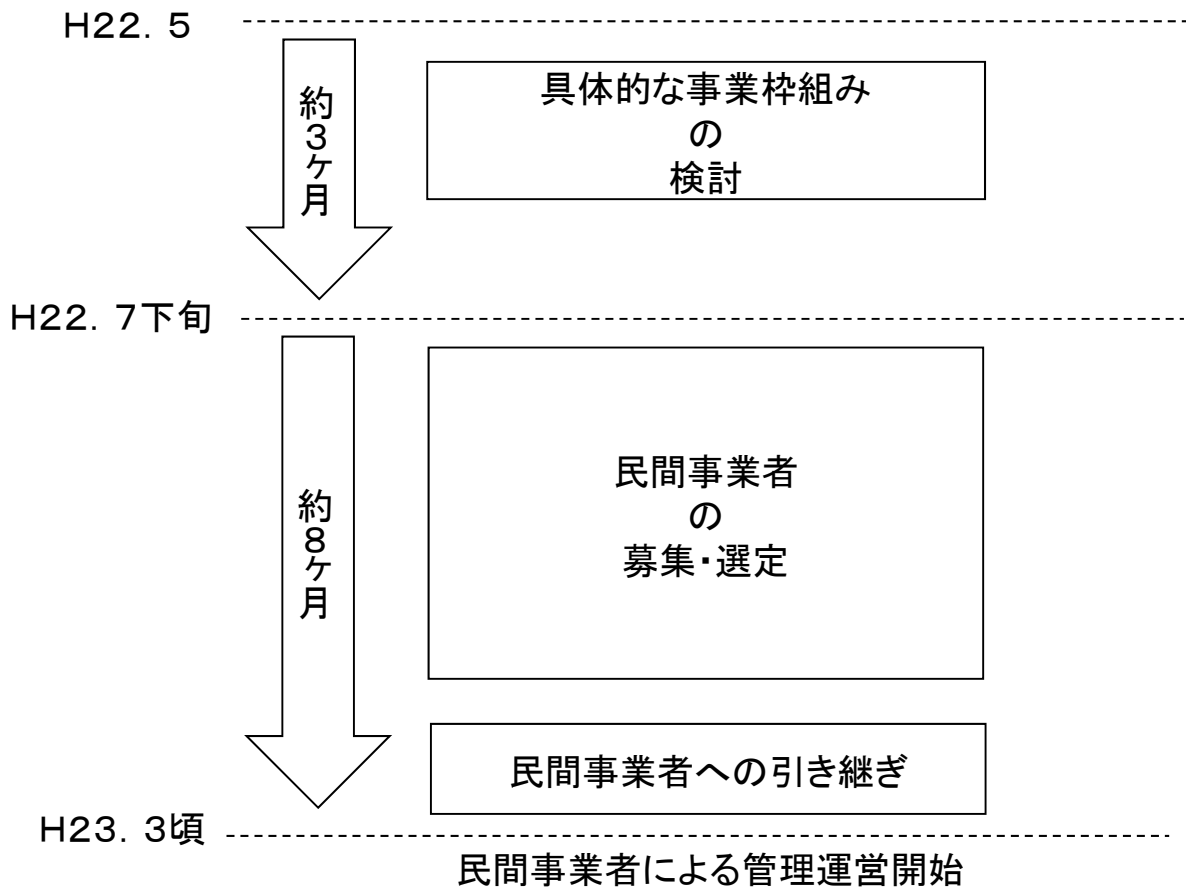 H22．5
約3ヶ月
具体的な事業枠組み
の
検討
H22．7下旬
約8ヶ月
民間事業者
の
募集・選定
民間事業者への引き継ぎ
H23．3頃
民間事業者による管理運営開始